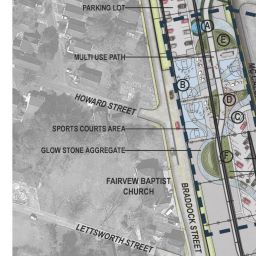 PARKING LOT
A
E
MULTI USE PATH
B
HOWARD STREET
D
C
SPORTS COURTS AREA
GLOW STONE AGGREGATE
F
FAIRVEW BAPTIST
CHURCH
BRADDOCK STREET
LETTSWORTH STREET